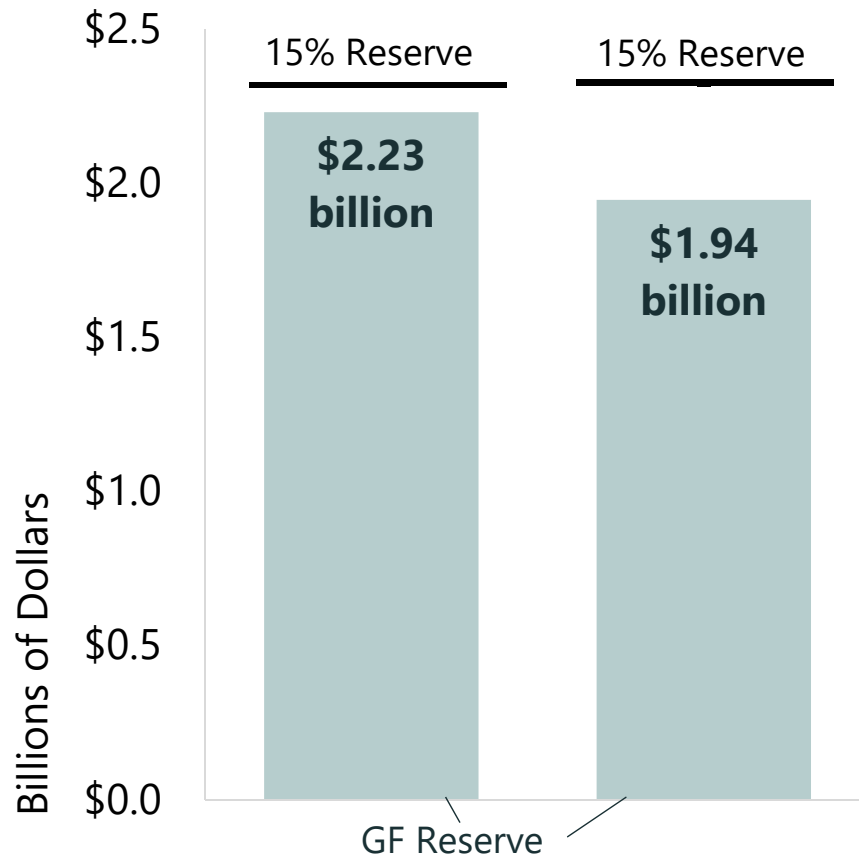 $2.5
$2.0
$1.5
$1.0
$0.5
$0.0
Billions of Dollars
15% Reserve
15% Reserve
$2.23
billion
$1.94
billion
GF Reserve